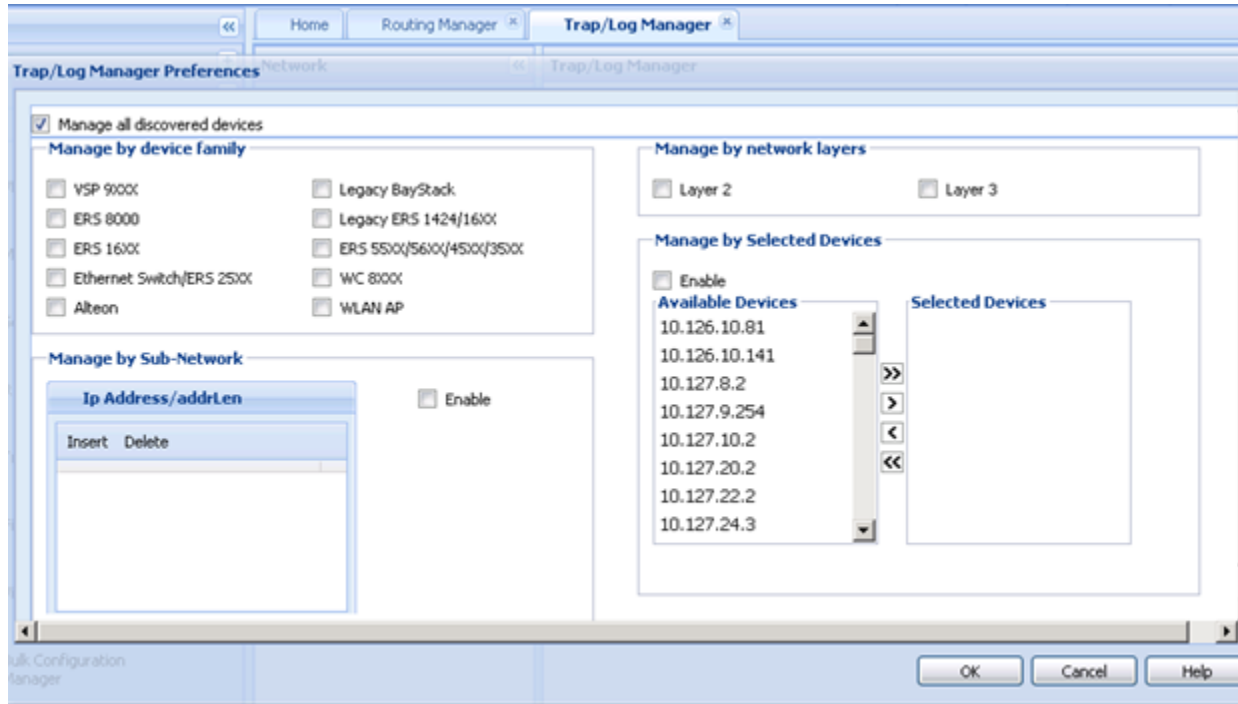 Home Routing Manager Trap/Log Manager
Trap/Log Manager Preferences
Network
Trap/Log Manager
Manage all discovered devices
Manage by device family
VSP 9XXX
Legacy BayStack
ERS 8000
Legacy ERS 1424/16XX
ERS 16XX
ERS 55XX/56XX/45XX/35XX
Ethernet Switch/ERS 25XX
WC 8XXX
Alteon
WLAN AP
Manage by Sub-Network
Ip Address/addrLen
Enable
Insert Delete
Manage by network layers
Layer 2
Layer 3
Manage by Selected Devices
Enable
Available Devices
10.126.10.81
10.126.10.141
10.127.8.2
10.127.9.254
10.127.10.2
10.127.20.2
10.127.22.2
10.127.24.3
>>
>
<
<<
Selected Devices
Configuration
OK Cancel Help